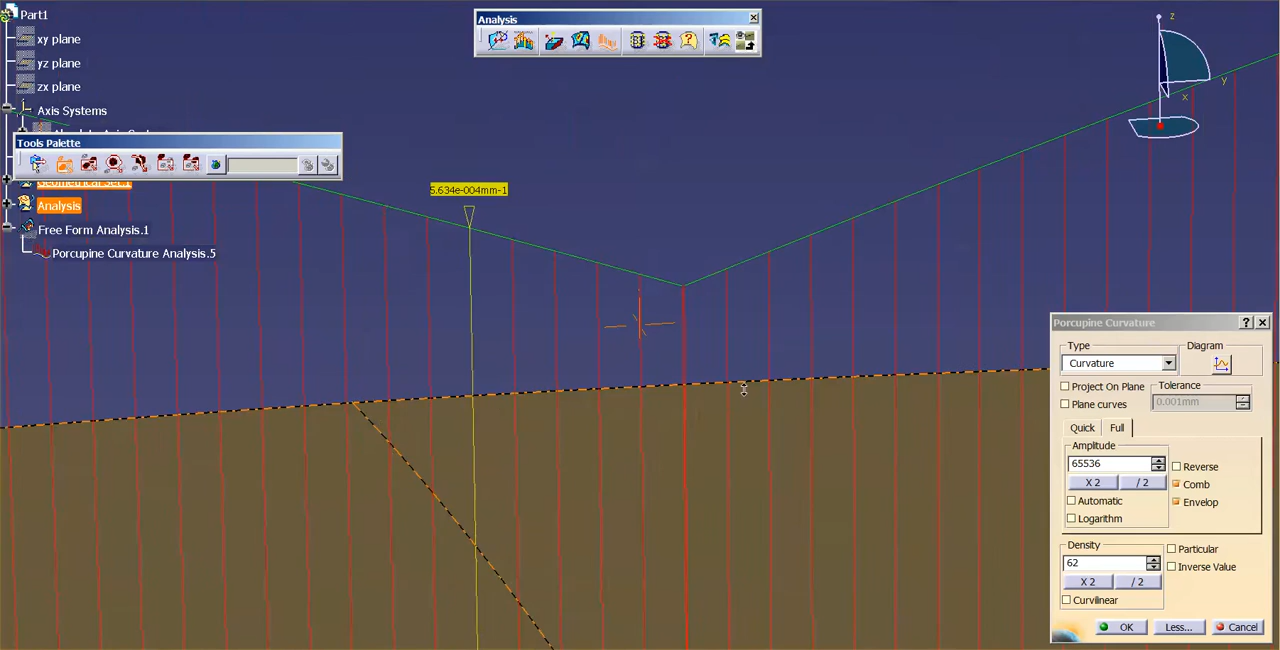 Part1
xy plane
yz plane
zx plane
Axis Systems
Tools Palette
Geometrical Set.1
Analysis
Free Form Analysis.1
Porcupine Curvature Analysis.5
Analysis
5.634e-004mm-1
z
y
x
Porcupine Curvature
Type
Curvature
Diagram
Project On Plane
Plane curves
Tolerance
0.001mm
Quick
Full
Amplitude
65536
X 2
/ 2
Automatic
Logarithm
Reverse
Comb
Envelop
Density
62
X 2
/ 2
Curvilinear
Particular
Inverse Value
OK
Less...
Cancel